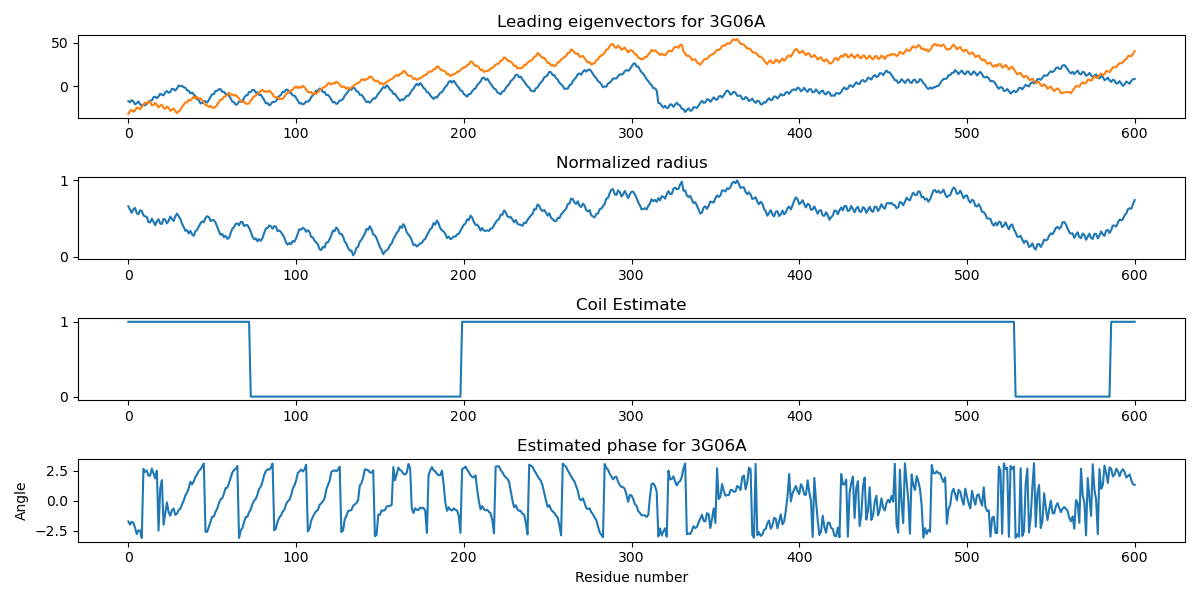 Leading eigenvectors for 3G06A
50
0
0 100 200 300 400 500 600
Normalized radius
1
0
0 100 200 300 400 500 600
Coil Estimate
1
0
0 100 200 300 400 500 600
Estimated phase for 3G06A
Angle
2.5
0.0
−2.5
0 100 200 300 400 500 600
Residue number